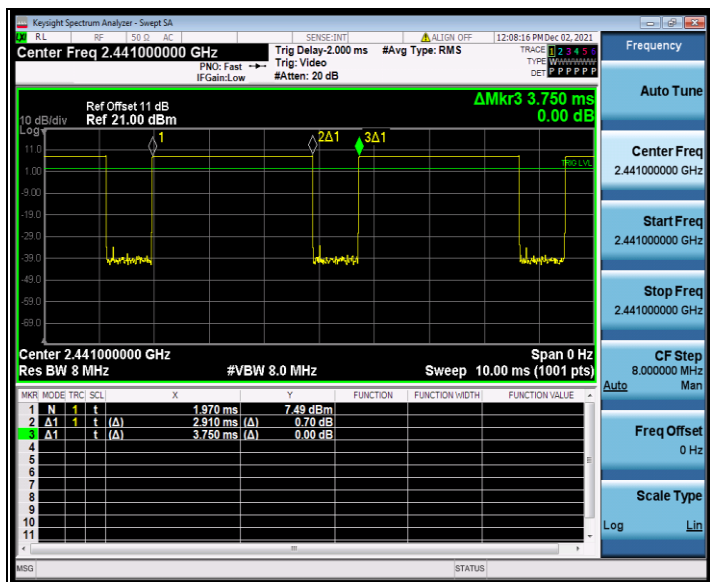 Keysight Spectrum Analyzer - Swept SA
RL RF 50 Ω AC SENSE:INT ALIGN OFF 12:08:16 PM Dec 02, 2021
Center Freq 2.441000000 GHz
PNO: Fast
IFGain:Low
Trig Delay-2.000 ms
Trig: Video
#Atten: 20 dB
#Avg Type: RMS
TRACE 1 2 3 4 5 6
TYPE WWWWWW
DET P P P P P P
ΔMkr3 3.750 ms
0.00 dB
Ref Offset 11 dB
10 dB/div Ref 21.00 dBm
Log
1 2Δ1 3Δ1
11.0
TRIG LVL
1.00
-9.00
-19.0
-29.0
-39.0
-49.0
-59.0
-69.0
Center 2.441000000 GHz Span 0 Hz
Res BW 8 MHz #VBW 8.0 MHz Sweep 10.00 ms (1001 pts)
MKR MODE TRC SCL X Y FUNCTION FUNCTION WIDTH FUNCTION VALUE
1 N 1 t 1.970 ms 7.49 dBm
2 Δ1 1 t (Δ) 2.910 ms (Δ) 0.70 dB
3 Δ1 t (Δ) 3.750 ms (Δ) 0.00 dB
4
5
6
7
8
9
10
11
MSG STATUS
Frequency
Auto Tune
Center Freq
2.441000000 GHz
Start Freq
2.441000000 GHz
Stop Freq
2.441000000 GHz
CF Step
8.000000 MHz
Auto Man
Freq Offset
0 Hz
Scale Type
Log Lin